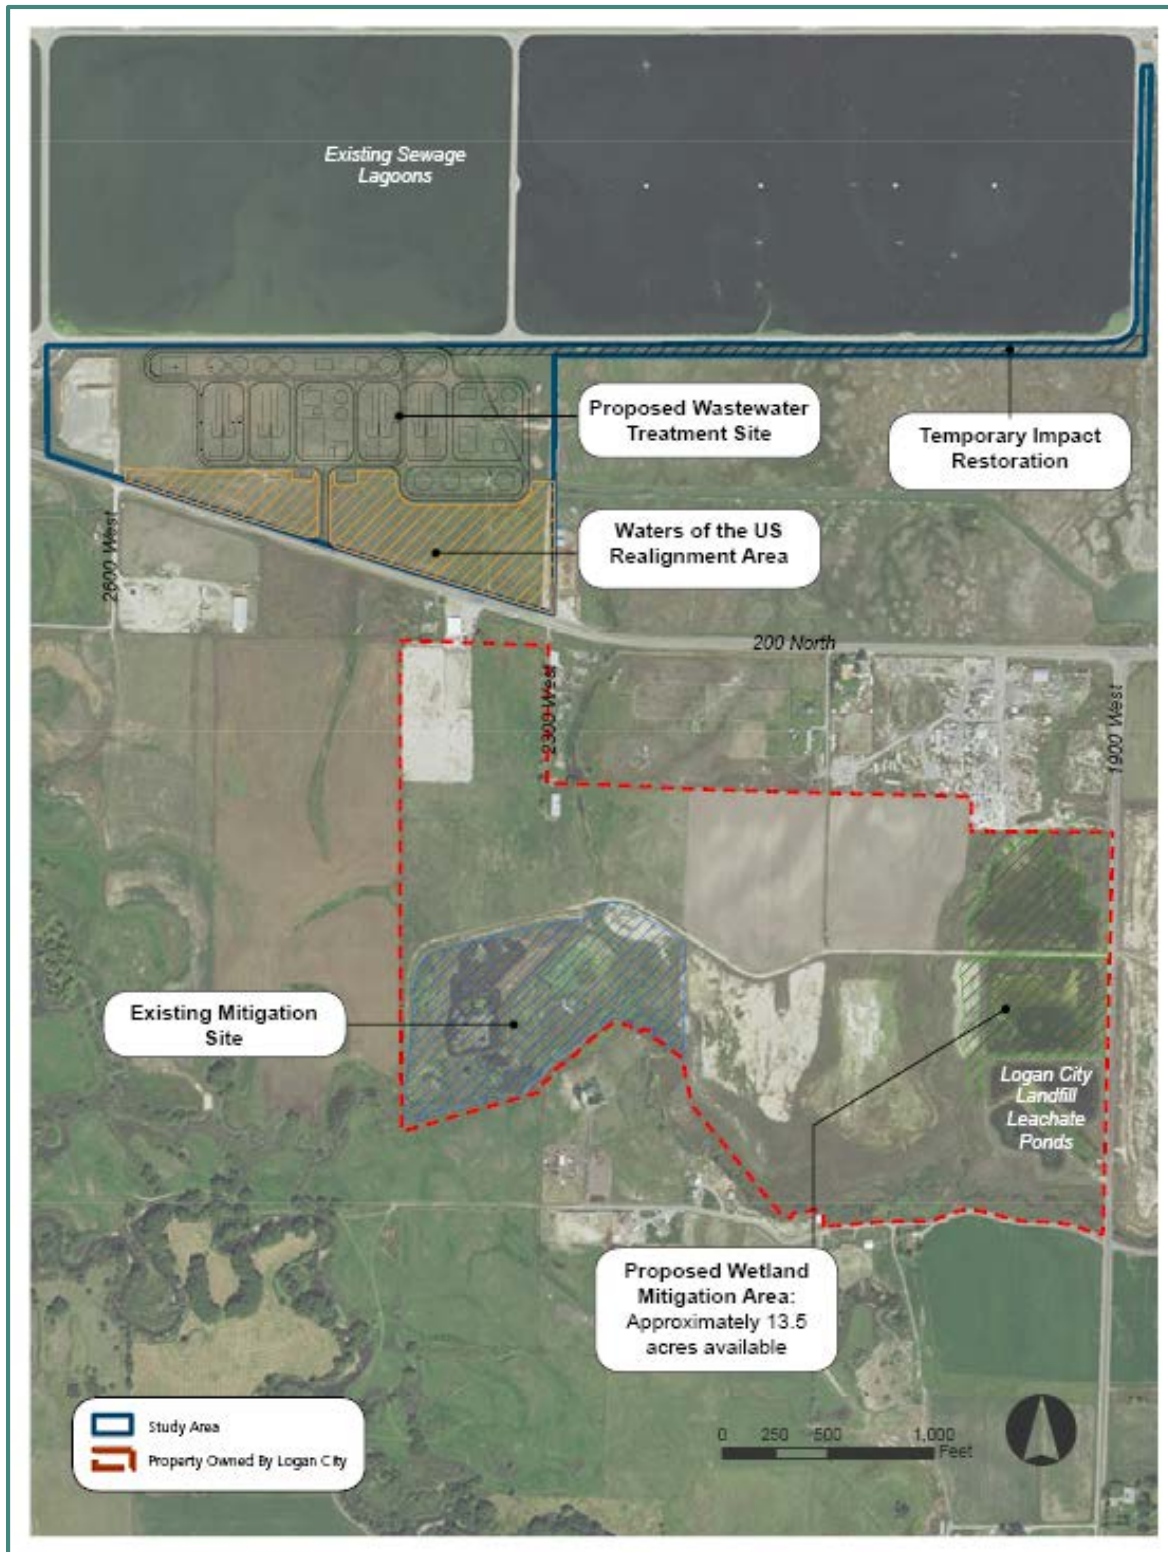 Existing Sewage
Lagoons
Proposed Wastewater
Treatment Site
Temporary Impact
Restoration
Waters of the US
Realignment Area
2600 West
200 North
2300 West
1900 West
Existing Mitigation
Site
Logan City
Landfill
Leachate
Ponds
Proposed Wetland
Mitigation Area:
Approximately 13.5
acres available
Study Area
Property Owned By Logan City
0 250 500 1,000
Feet